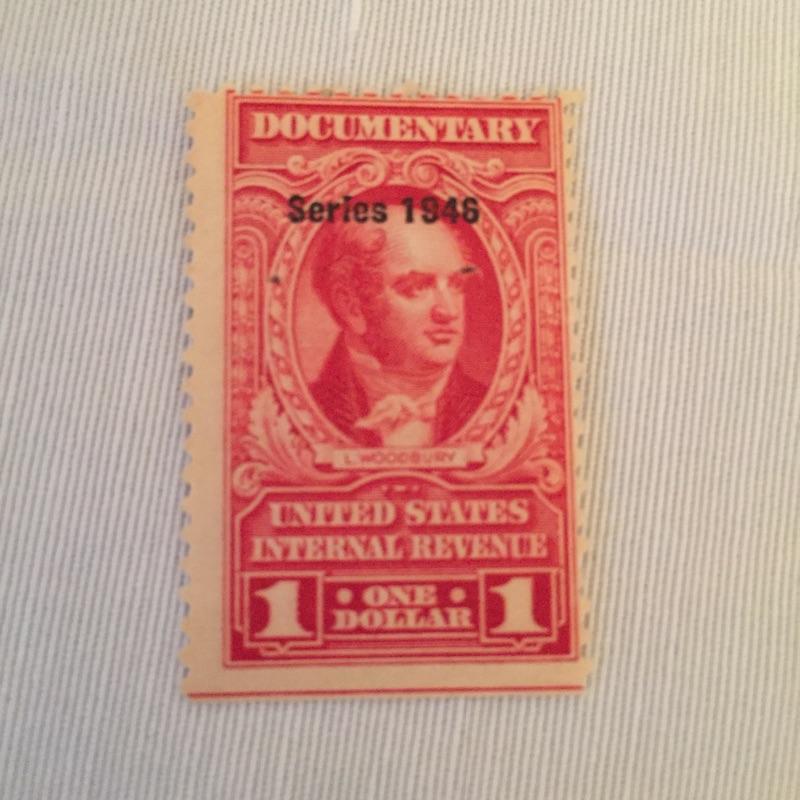 DOCUMENTARY
Series 1946
L. WOODBURY
UNITED STATES
INTERNAL REVENUE
1 • ONE • 1
DOLLAR